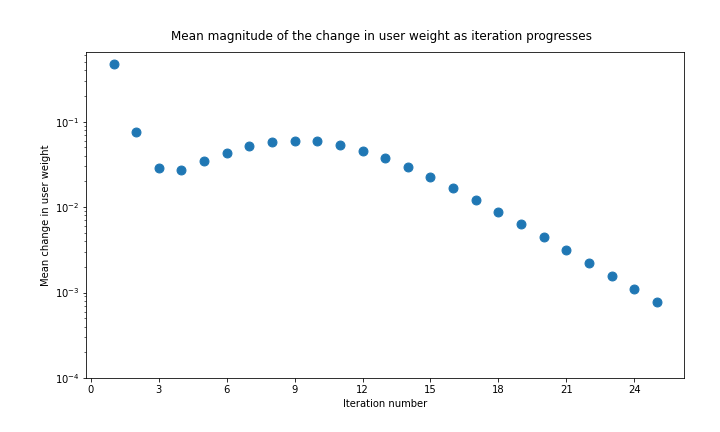 Mean magnitude of the change in user weight as iteration progresses
Mean change in user weight
10⁻¹
10⁻²
10⁻³
10⁻⁴
0 3 6 9 12 15 18 21 24
Iteration number